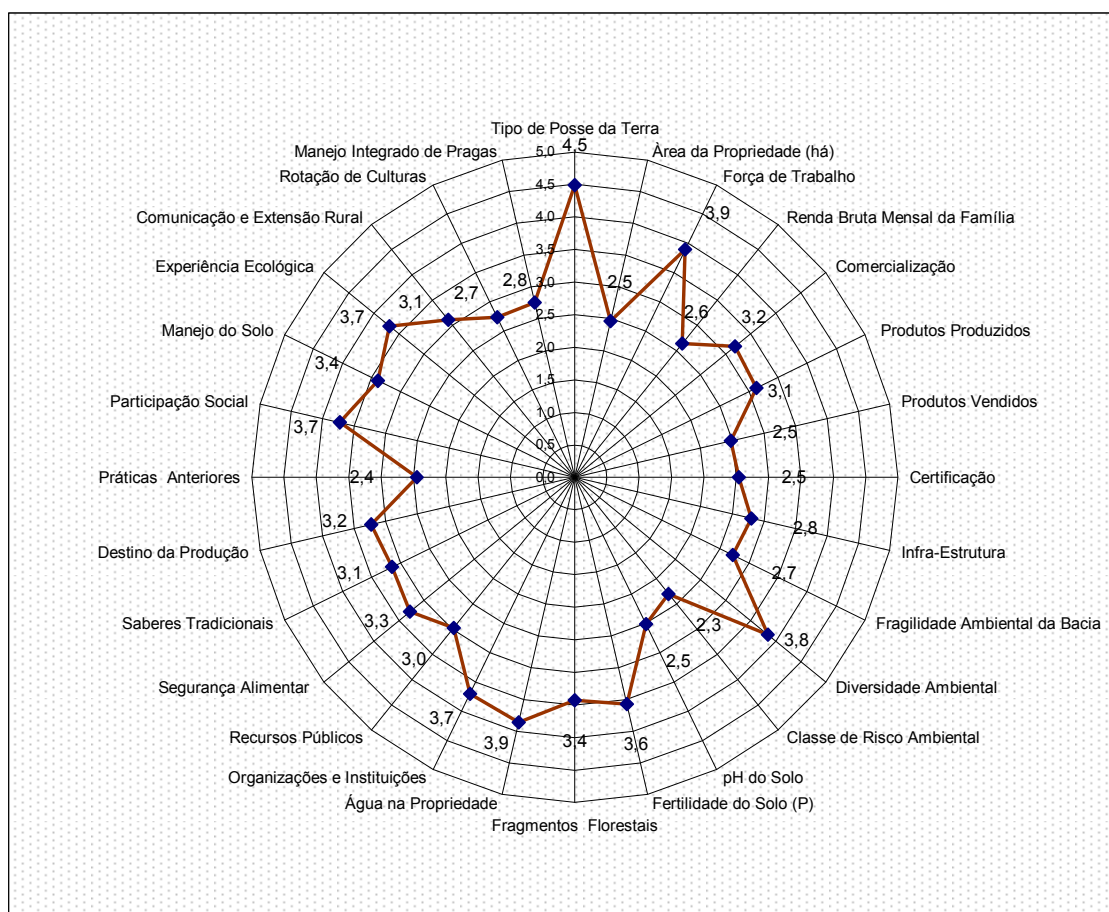 Tipo de Posse da Terra
4,5
Àrea da Propriedade (há)
2,5
Força de Trabalho
3,9
Renda Bruta Mensal da Família
2,6
Comercialização
3,2
Produtos Produzidos
3,1
Produtos Vendidos
2,5
Certificação
2,5
Infra-Estrutura
2,8
Fragilidade Ambiental da Bacia
2,7
Diversidade Ambiental
3,8
Classe de Risco Ambiental
2,3
pH do Solo
2,5
Fertilidade do Solo (P)
3,6
Fragmentos Florestais
3,4
Água na Propriedade
3,9
Organizações e Instituições
3,7
Recursos Públicos
3,0
Segurança Alimentar
3,3
Saberes Tradicionais
3,1
Destino da Produção
3,2
Práticas Anteriores
2,4
Participação Social
3,7
Manejo do Solo
3,4
Experiência Ecológica
3,7
Comunicação e Extensão Rural
3,1
Rotação de Culturas
2,7
Manejo Integrado de Pragas
2,8
5,0
4,5
4,0
3,5
3,0
2,5
2,0
1,5
1,0
0,5
0,0